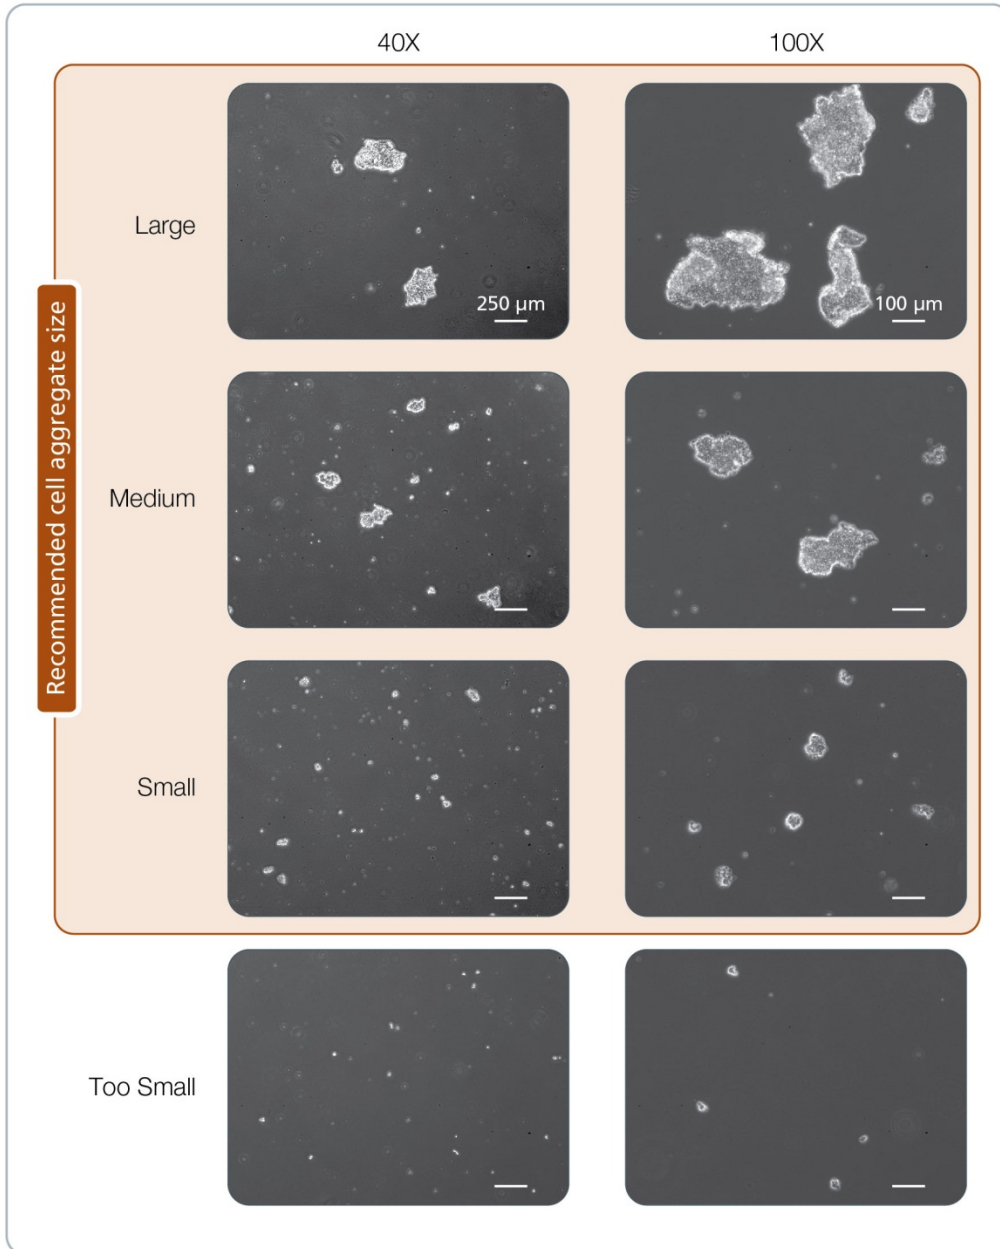 40X
100X
Recommended cell aggregate size
Large
250 µm
100 µm
Medium
Small
Too Small